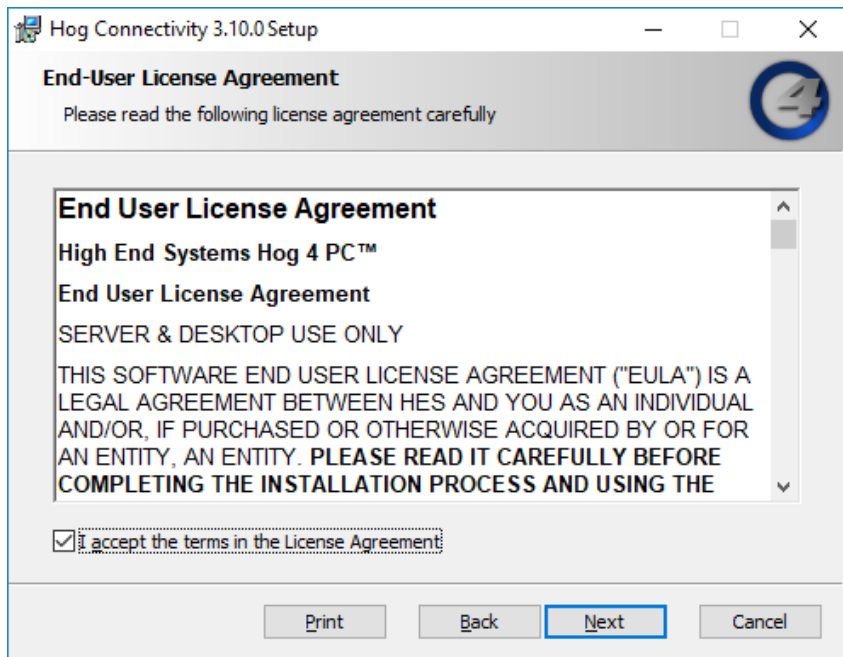 Hog Connectivity 3.10.0 Setup
End-User License Agreement
Please read the following license agreement carefully
4
End User License Agreement
High End Systems Hog 4 PC™
End User License Agreement
SERVER & DESKTOP USE ONLY
THIS SOFTWARE END USER LICENSE AGREEMENT ("EULA") IS A
LEGAL AGREEMENT BETWEEN HES AND YOU AS AN INDIVIDUAL
AND/OR, IF PURCHASED OR OTHERWISE ACQUIRED BY OR FOR
AN ENTITY, AN ENTITY. PLEASE READ IT CAREFULLY BEFORE
COMPLETING THE INSTALLATION PROCESS AND USING THE
I accept the terms in the License Agreement
Print Back Next Cancel